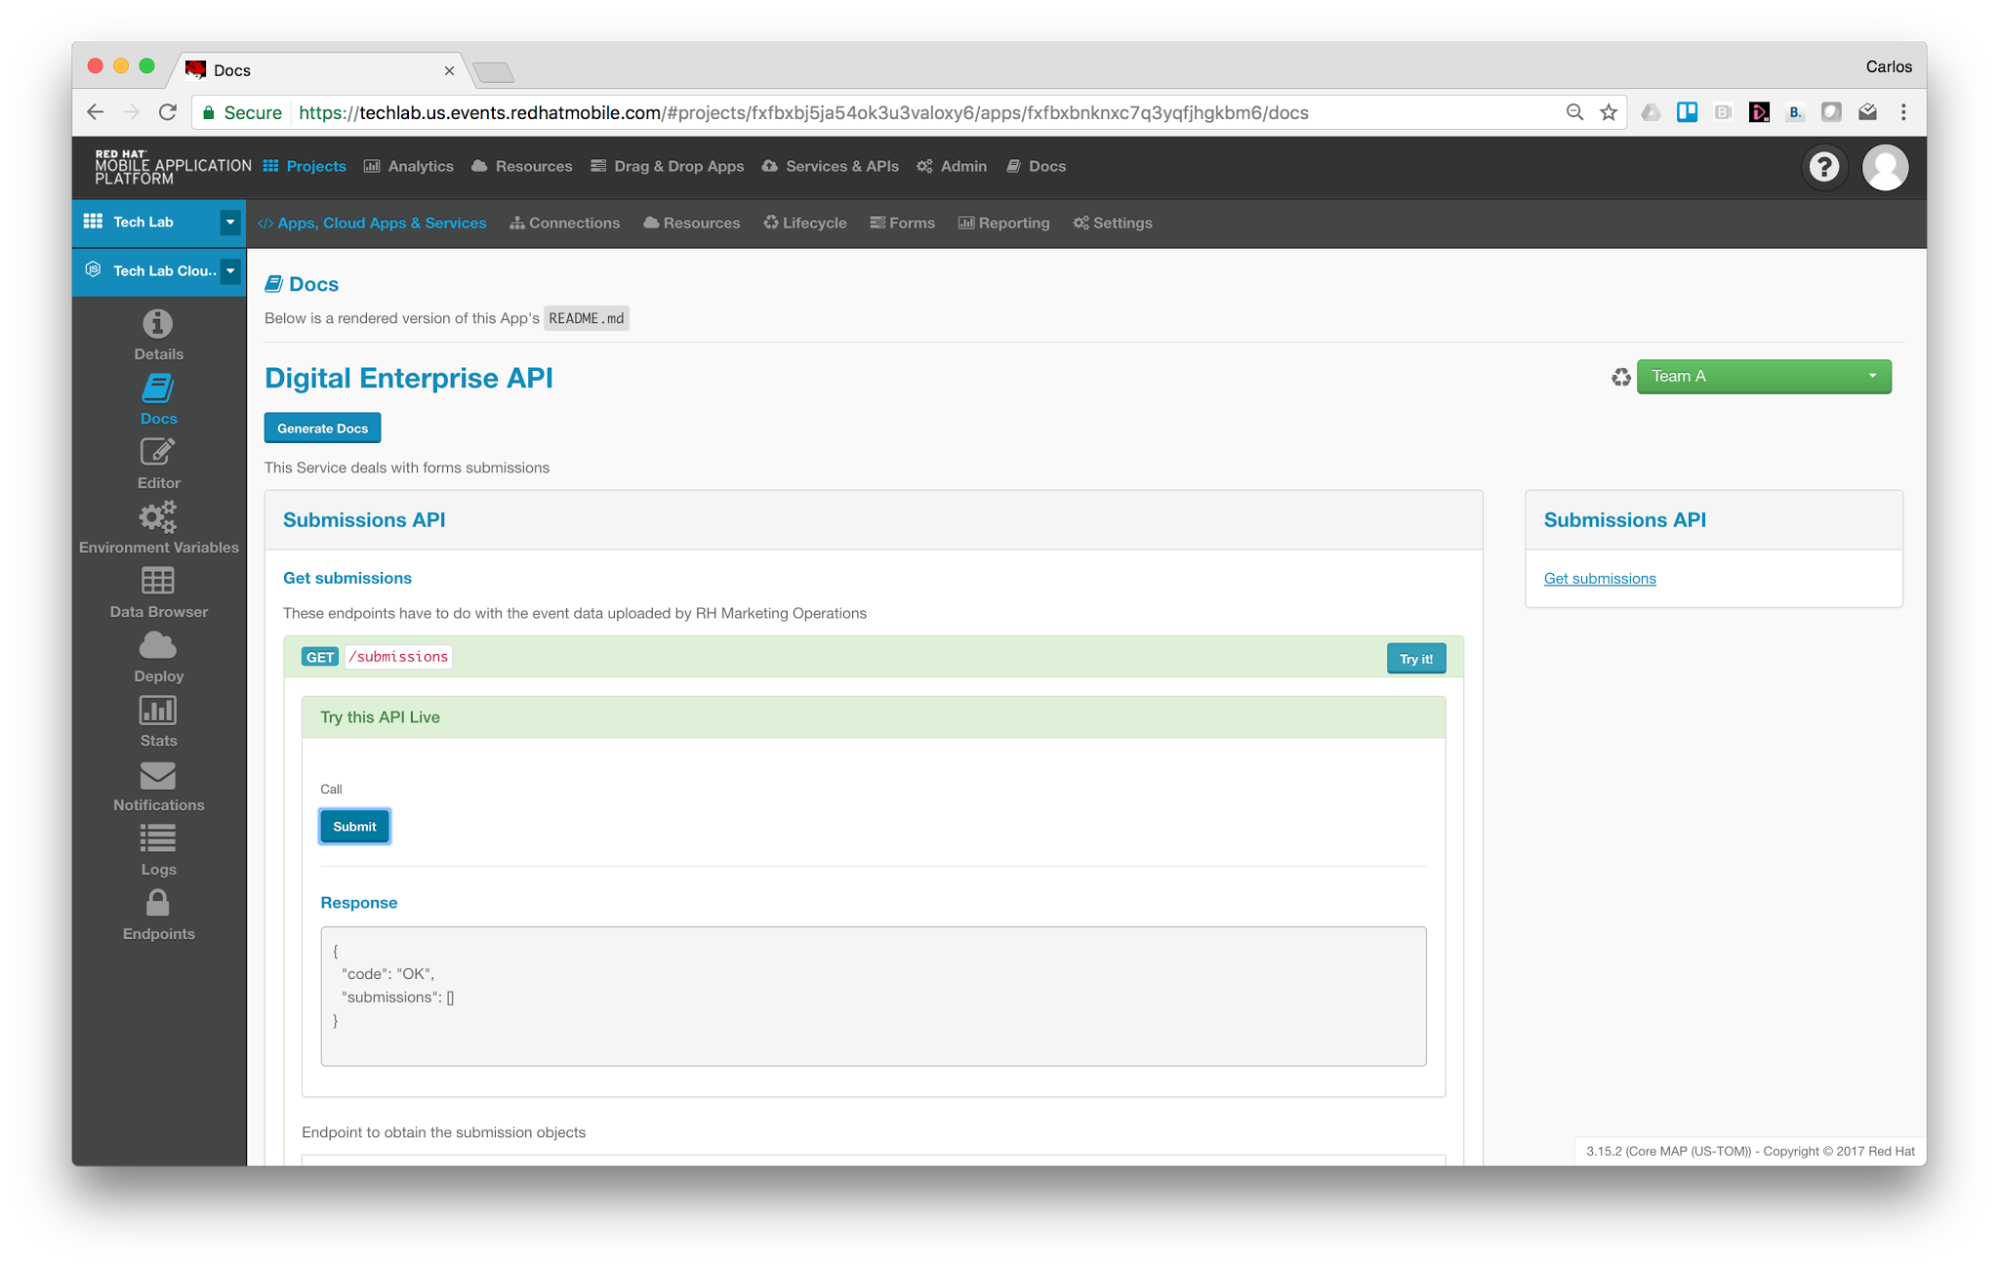 Docs
Carlos
Secure https://techlab.us.events.redhatmobile.com/#projects/fxfbxbj5ja54ok3u3valoxy6/apps/fxfbxbnknxc7q3yqfjhgkbm6/docs
B.
RED HAT
MOBILE APPLICATION
PLATFORM
Projects Analytics Resources Drag & Drop Apps Services & APIs Admin Docs
?
Tech Lab
</> Apps, Cloud Apps & Services Connections Resources Lifecycle Forms Reporting Settings
Tech Lab Clou..
Details
Docs
Editor
Environment Variables
Data Browser
Deploy
Stats
Notifications
Logs
Endpoints
Docs
Below is a rendered version of this App's README.md
Digital Enterprise API
Team A
Generate Docs
This Service deals with forms submissions
Submissions API
Get submissions
These endpoints have to do with the event data uploaded by RH Marketing Operations
GET /submissions
Try it!
Try this API Live
Call
Submit
Response
{
"code": "OK",
"submissions": []
}
Endpoint to obtain the submission objects
Submissions API
Get submissions
3.15.2 (Core MAP (US-TOM)) - Copyright © 2017 Red Hat